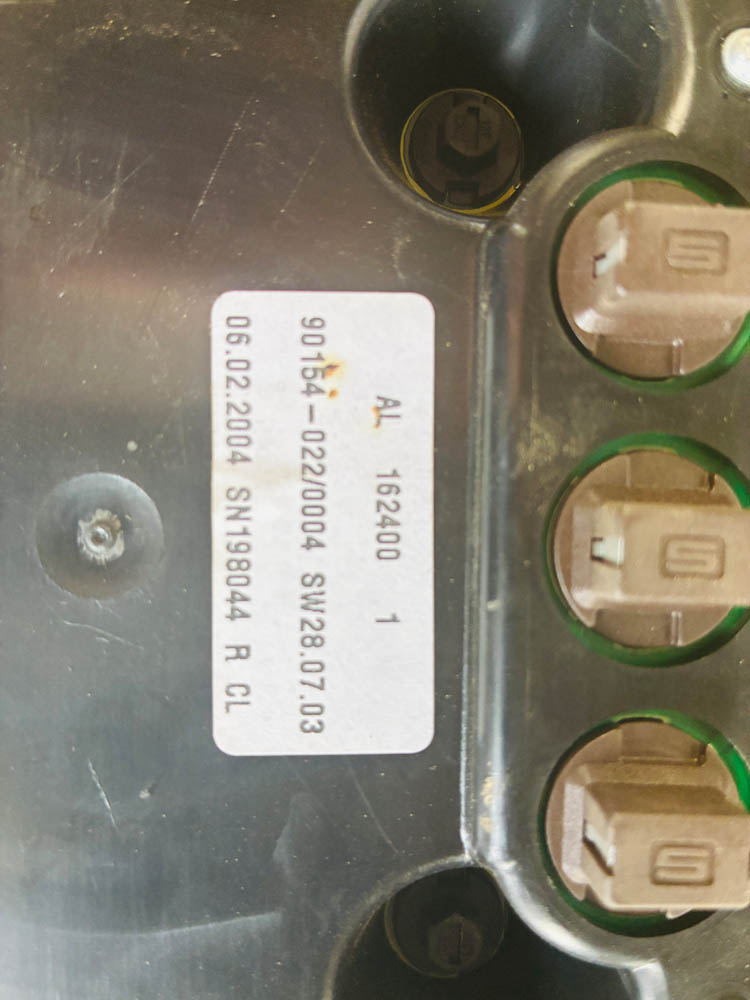 AL 162400 1
90154-022/0004 SW28.07.03
06.02.2004 SN198044 R CL